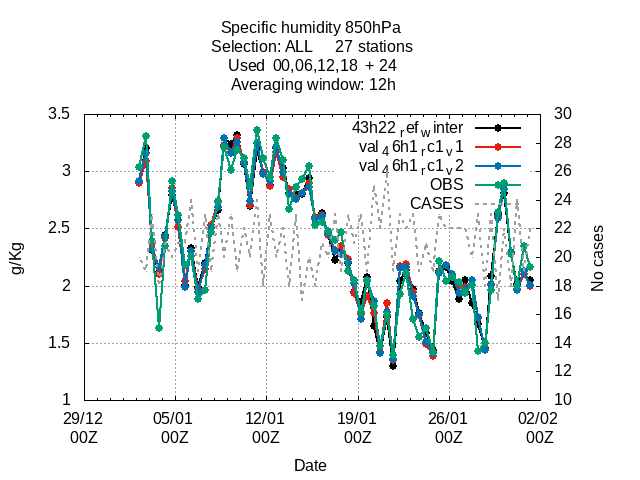 Specific humidity 850hPa
Selection: ALL 27 stations
Used 00,06,12,18 + 24
Averaging window: 12h
43h22_ref_winter
val_46h1_rc1_v1
val_46h1_rc1_v2
OBS
CASES
3.5
3
2.5
2
1.5
1
g/Kg
30
28
26
24
22
20
18
16
14
12
10
No cases
29/12 05/01 12/01 19/01 26/01 02/02
00Z 00Z 00Z 00Z 00Z 00Z
Date